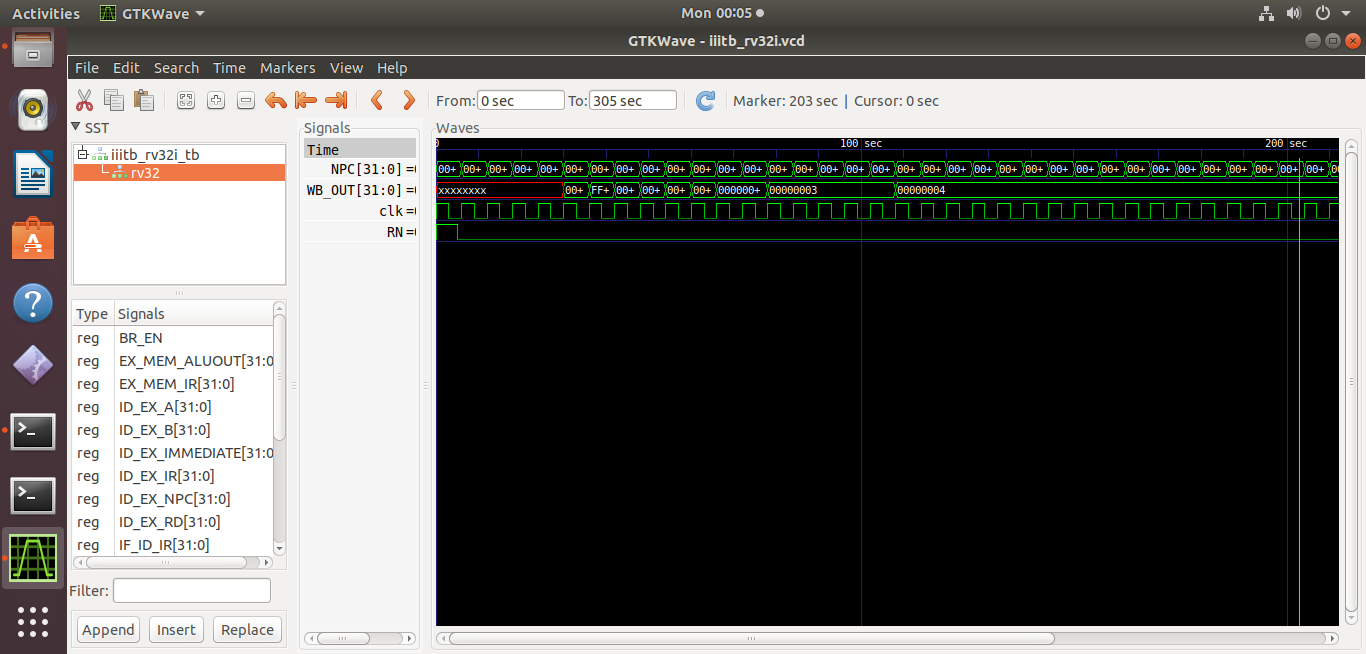 Activities GTKWave Mon 00:05
GTKWave - iiitb_rv32i.vcd
File Edit Search Time Markers View Help
From: 0 sec To: 305 sec Marker: 203 sec | Cursor: 0 sec
SST
iiitb_rv32i_tb
rv32
Type Signals
reg BR_EN
reg EX_MEM_ALUOUT[31:0
reg EX_MEM_IR[31:0]
reg ID_EX_A[31:0]
reg ID_EX_B[31:0]
reg ID_EX_IMMEDIATE[31:0
reg ID_EX_IR[31:0]
reg ID_EX_NPC[31:0]
reg ID_EX_RD[31:0]
reg IF_ID_IR[31:0]
Filter:
Append Insert Replace
Signals
Time
NPC[31:0] =
WB_OUT[31:0] =
clk =
RN =
Waves
0 100 sec 200 sec
00+ 00+ 00+ 00+ 00+ 00+ 00+ 00+ 00+ 00+ 00+ 00+ 00+ 00+ 00+ 00+ 00+ 00+ 00+ 00+ 00+ 00+ 00+ 00+ 00+ 00+ 00+ 00+ 00+ 00+ 00+ 00+ 00+ 00+ 00+
xxxxxxxx 00+ FF+ 00+ 00+ 00+ 00+ 000000+ 00000003 00000004